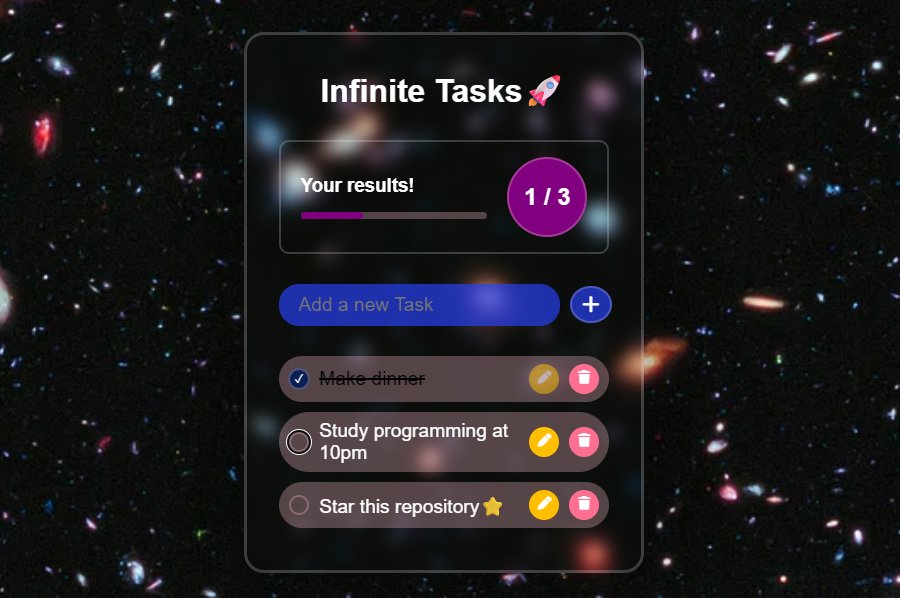 Infinite Tasks🚀
Your results!
1 / 3
Add a new Task
Make dinner
Study programming at
10pm
Star this repository⭐